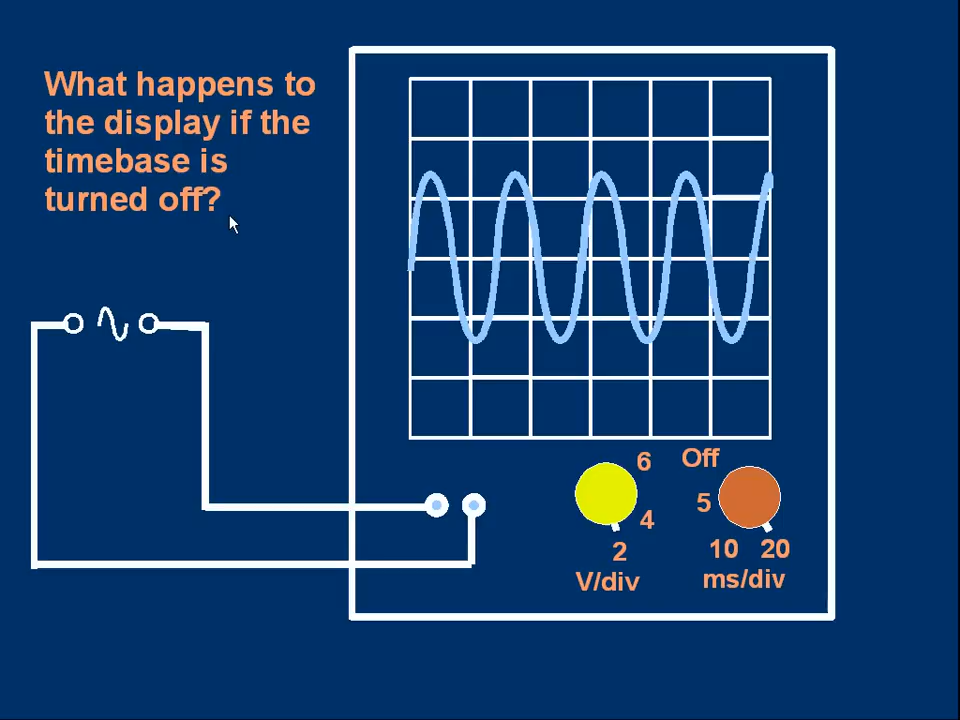 What happens to
the display if the
timebase is
turned off?
6
Off
5
4
2
10 20
V/div
ms/div